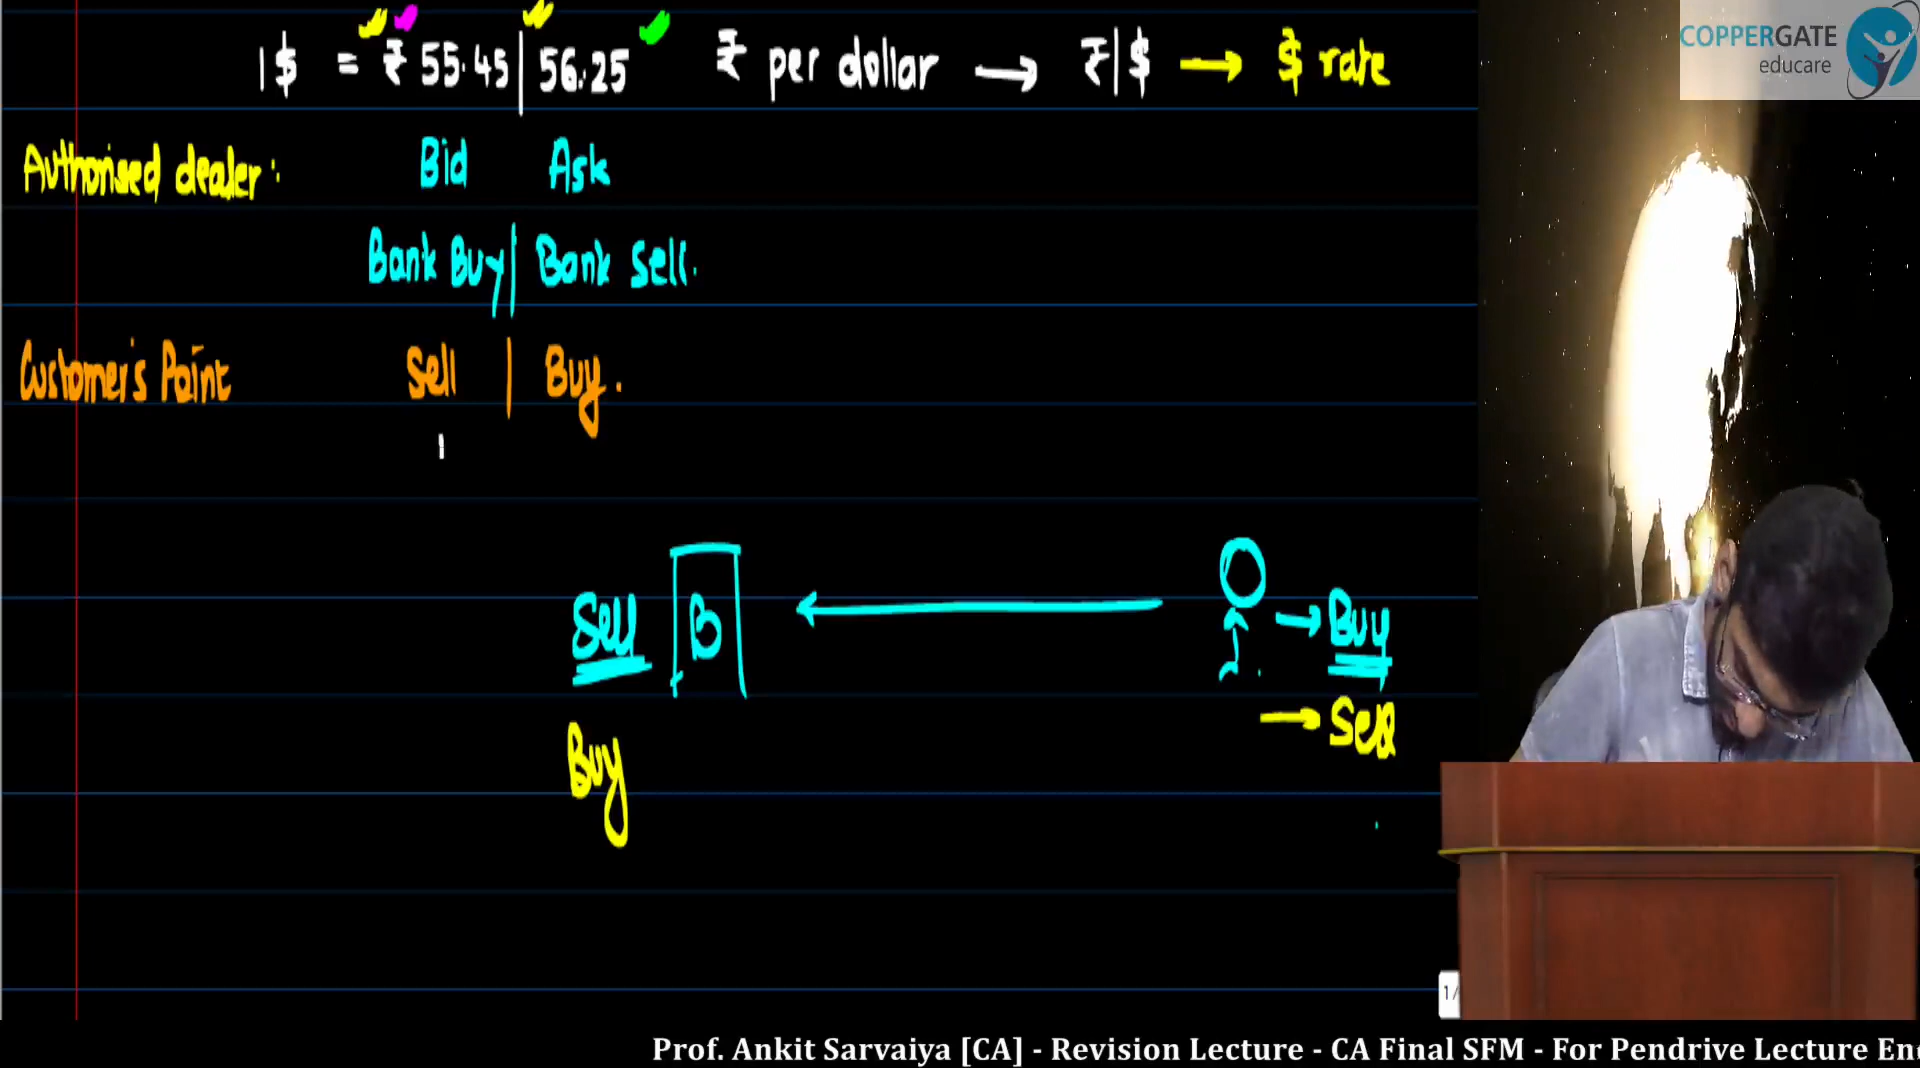 1$ = ₹ 55.45 | 56.25 ₹ per dollar → ₹|$ → $ rate
COPPERGATE
educare
Authorised dealer: Bid Ask
Bank Buy | Bank Sell.
Customer's Point Sell | Buy.
Sell B ← → Buy
→ Sell
Buy
1/
Prof. Ankit Sarvaiya [CA] - Revision Lecture - CA Final SFM - For Pendrive Lecture En